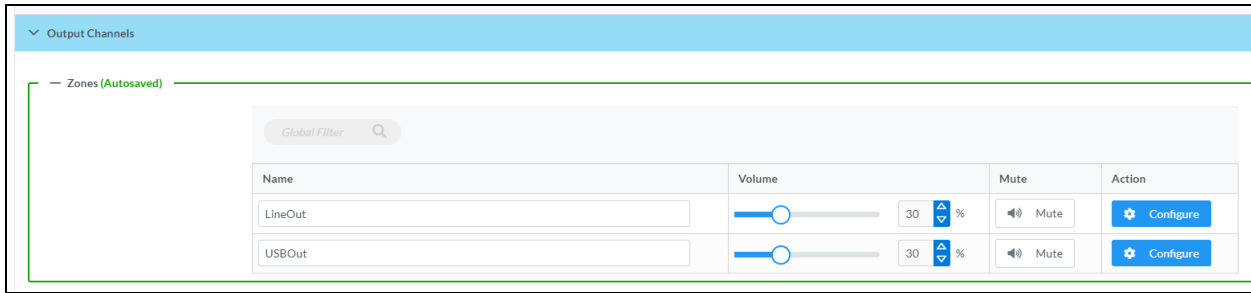 Output Channels
Zones (Autosaved)
Global Filter
Name Volume Mute Action
LineOut 30 % Mute Configure
USBOut 30 % Mute Configure